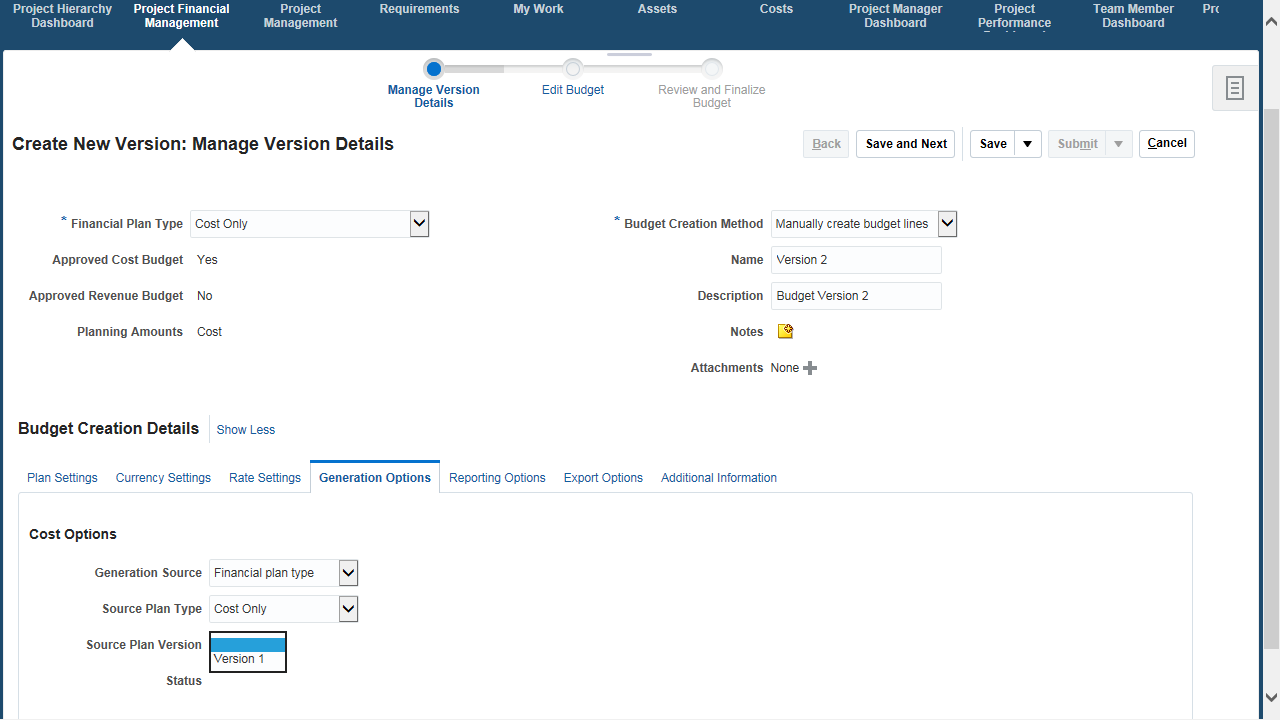 Project Hierarchy
Dashboard
Project Financial
Management
Project
Management
Requirements
My Work
Assets
Costs
Project Manager
Dashboard
Project
Performance
Team Member
Dashboard
Manage Version
Details
Edit Budget
Review and Finalize
Budget
Create New Version: Manage Version Details
Back
Save and Next
Save
Submit
Cancel
* Financial Plan Type Cost Only
Approved Cost Budget Yes
Approved Revenue Budget No
Planning Amounts Cost
* Budget Creation Method Manually create budget lines
Name Version 2
Description Budget Version 2
Notes
Attachments None
Budget Creation Details Show Less
Plan Settings Currency Settings Rate Settings Generation Options Reporting Options Export Options Additional Information
Cost Options
Generation Source Financial plan type
Source Plan Type Cost Only
Source Plan Version
Version 1
Status